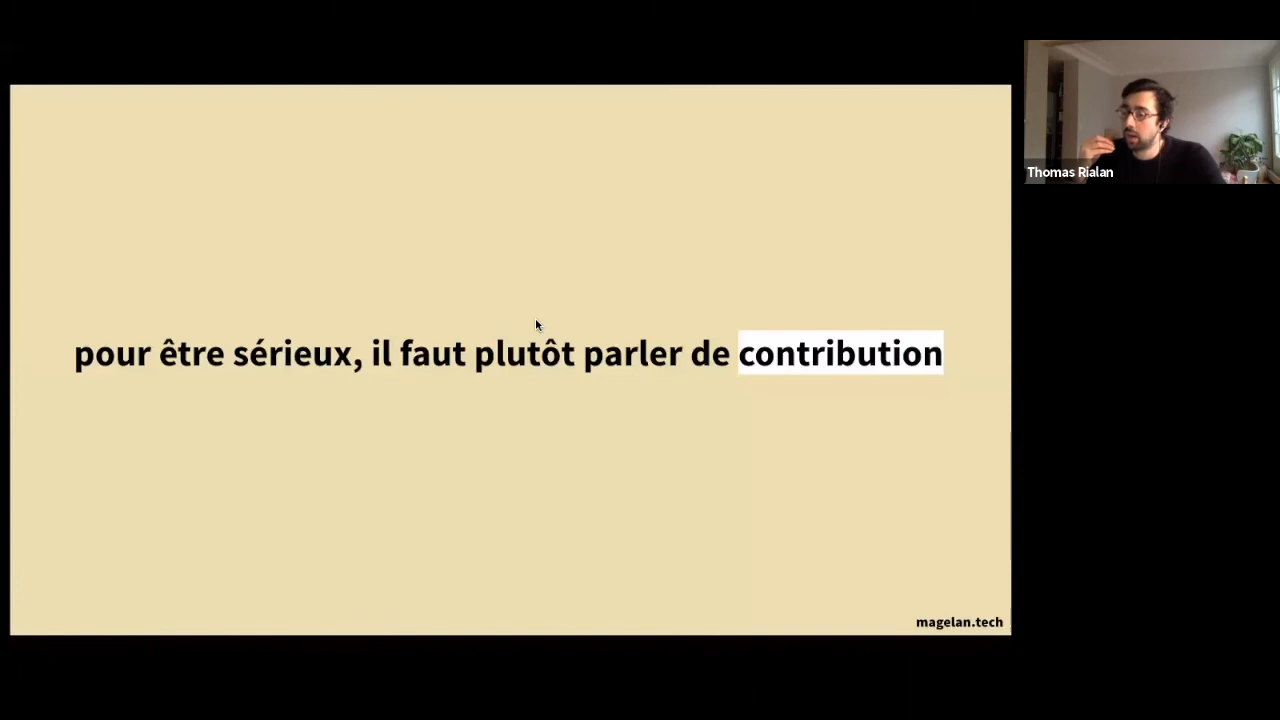 pour être sérieux, il faut plutôt parler de contribution
magelan.tech
Thomas Rialan